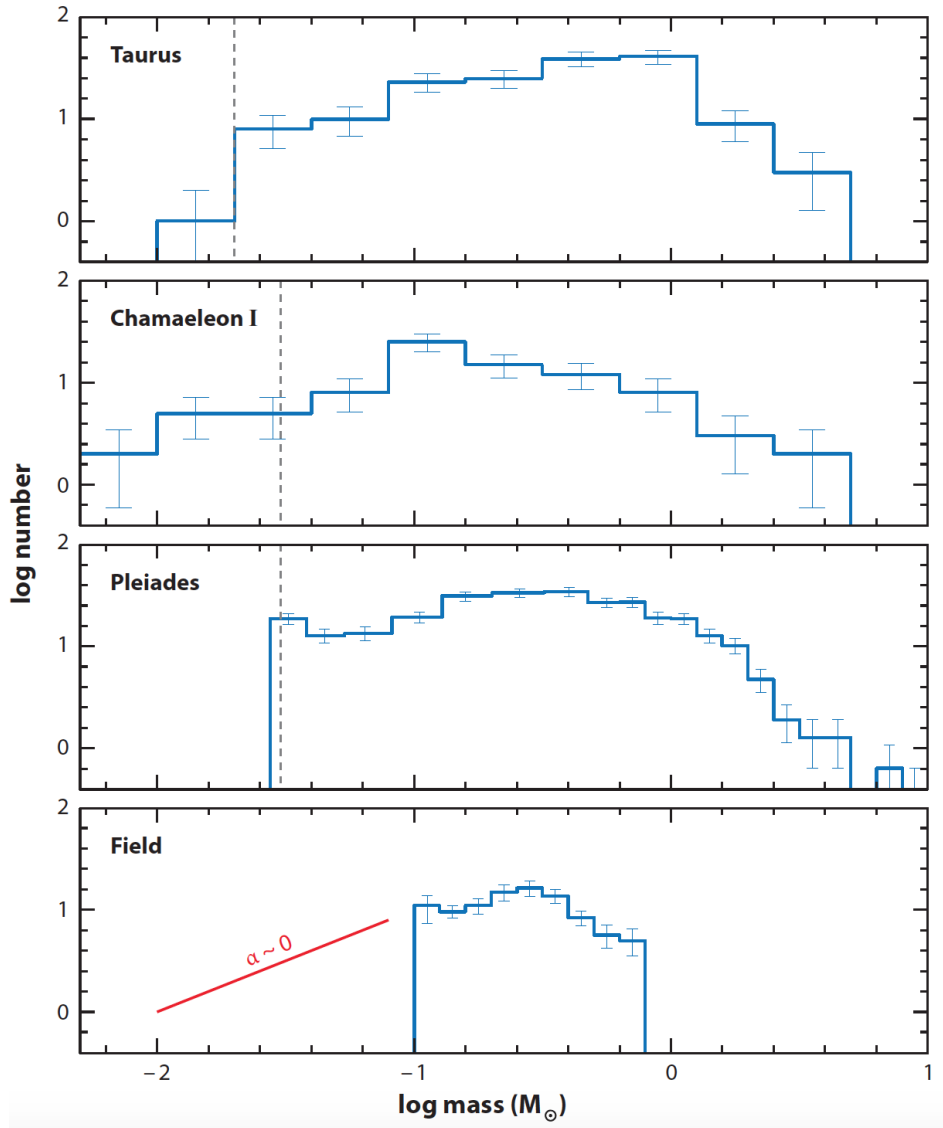 2
Taurus
1
0
2
Chamaeleon I
1
0
log number
2
Pleiades
1
0
2
Field
1
α ~ 0
0
−2 −1 0 1
log mass (M☉)